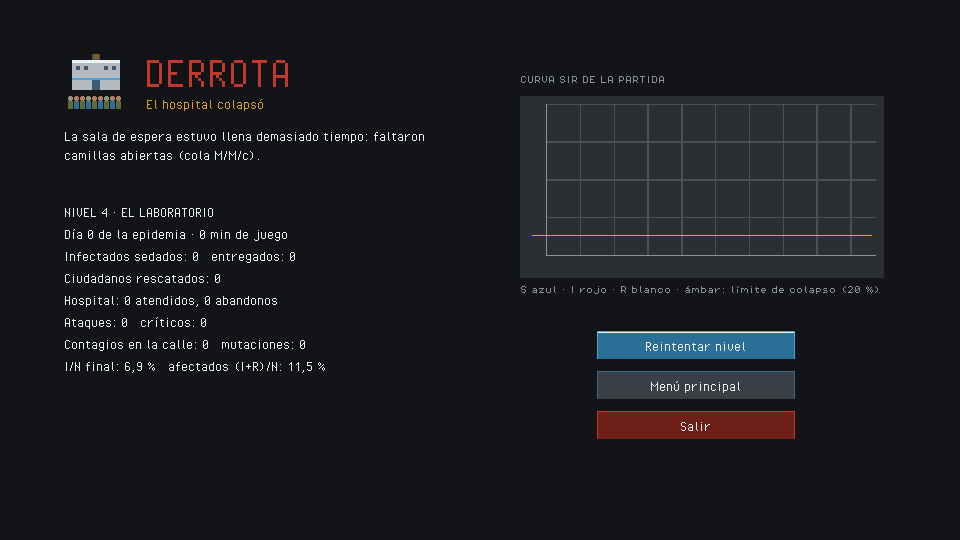 DERROTA
El hospital colapsó
La sala de espera estuvo llena demasiado tiempo: faltaron
camillas abiertas (cola M/M/c).
NIVEL 4 · EL LABORATORIO
Día 0 de la epidemia · 0 min de juego
Infectados sedados: 0 entregados: 0
Ciudadanos rescatados: 0
Hospital: 0 atendidos, 0 abandonos
Ataques: 0 críticos: 0
Contagios en la calle: 0 mutaciones: 0
I/N final: 6,9 % afectados (I+R)/N: 11,5 %
CURVA SIR DE LA PARTIDA
S azul · I rojo · R blanco · ámbar: límite de colapso (20 %)
Reintentar nivel
Menú principal
Salir